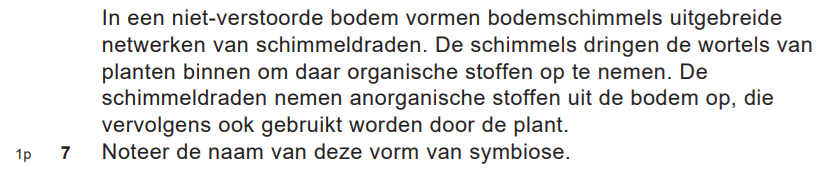 In een niet-verstoorde bodem vormen bodemschimmels uitgebreide
netwerken van schimmeldraden. De schimmels dringen de wortels van
planten binnen om daar organische stoffen op te nemen. De
schimmeldraden nemen anorganische stoffen uit de bodem op, die
vervolgens ook gebruikt worden door de plant.
1p 7 Noteer de naam van deze vorm van symbiose.